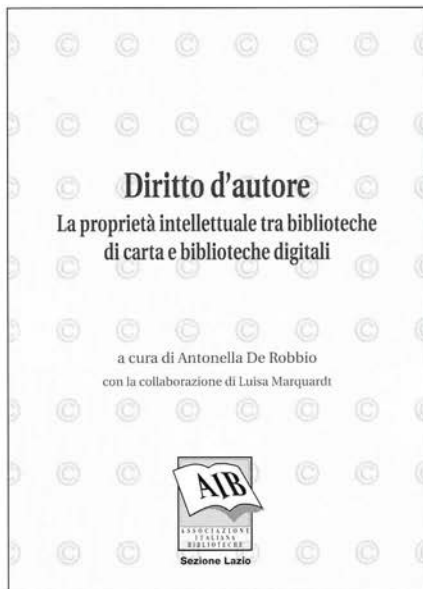 Diritto d'autore
La proprietà intellettuale tra biblioteche
di carta e biblioteche digitali
a cura di Antonella De Robbio
con la collaborazione di Luisa Marquardt
AIB
ASSOCIAZIONE
ITALIANA
BIBLIOTECHE
Sezione Lazio